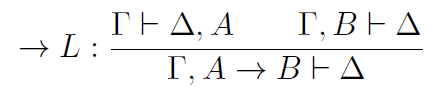 → L : Γ ⊢ Δ, A    Γ, B ⊢ Δ
Γ, A → B ⊢ Δ